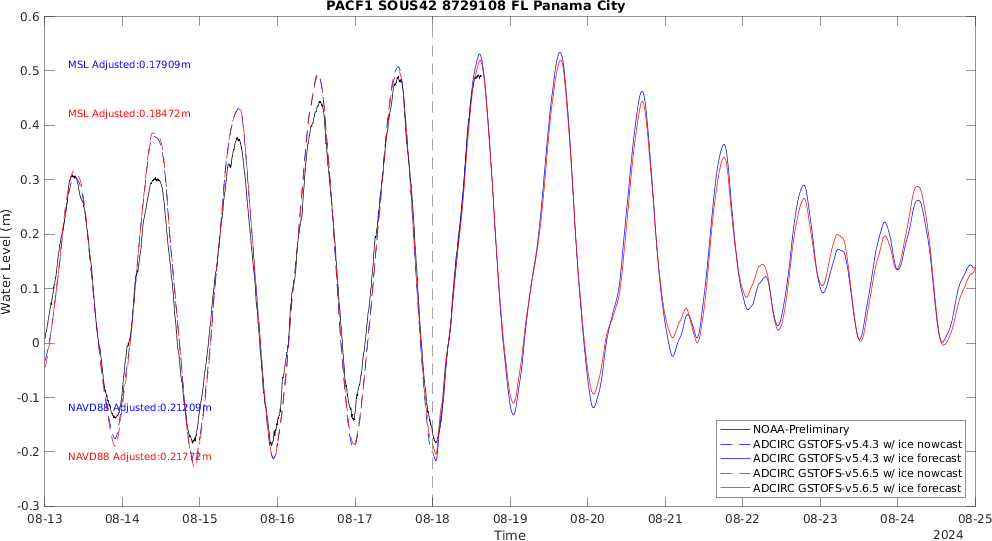 PACF1 SOUS42 8729108 FL Panama City
Water Level (m)
0.6
0.5
0.4
0.3
0.2
0.1
0
-0.1
-0.2
-0.3
MSL Adjusted:0.17909m
MSL Adjusted:0.18472m
NAVD88 Adjusted:0.21209m
NAVD88 Adjusted:0.21772m
NOAA-Preliminary
ADCIRC GSTOFS-v5.4.3 w/ ice nowcast
ADCIRC GSTOFS-v5.4.3 w/ ice forecast
ADCIRC GSTOFS-v5.6.5 w/ ice nowcast
ADCIRC GSTOFS-v5.6.5 w/ ice forecast
08-13 08-14 08-15 08-16 08-17 08-18 08-19 08-20 08-21 08-22 08-23 08-24 08-25
Time
2024